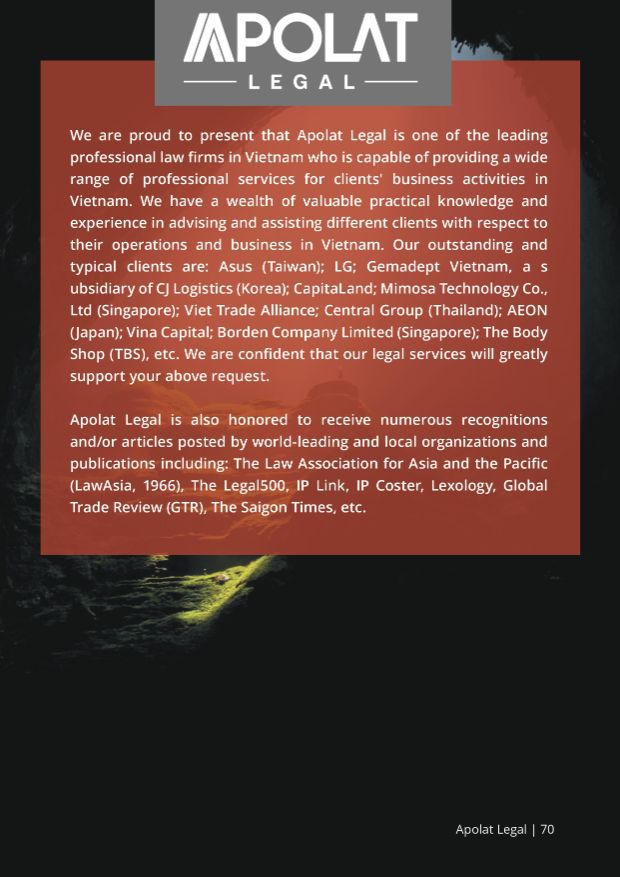 APOLAT
LEGAL
We are proud to present that Apolat Legal is one of the leading
professional law firms in Vietnam who is capable of providing a wide
range of professional services for clients' business activities in
Vietnam. We have a wealth of valuable practical knowledge and
experience in advising and assisting different clients with respect to
their operations and business in Vietnam. Our outstanding and
typical clients are: Asus (Taiwan); LG; Gemadept Vietnam, a s
ubsidiary of CJ Logistics (Korea); CapitaLand; Mimosa Technology Co.,
Ltd (Singapore); Viet Trade Alliance; Central Group (Thailand); AEON
(Japan); Vina Capital; Borden Company Limited (Singapore); The Body
Shop (TBS), etc. We are confident that our legal services will greatly
support your above request.
Apolat Legal is also honored to receive numerous recognitions
and/or articles posted by world-leading and local organizations and
publications including: The Law Association for Asia and the Pacific
(LawAsia, 1966), The Legal500, IP Link, IP Coster, Lexology, Global
Trade Review (GTR), The Saigon Times, etc.
Apolat Legal | 70